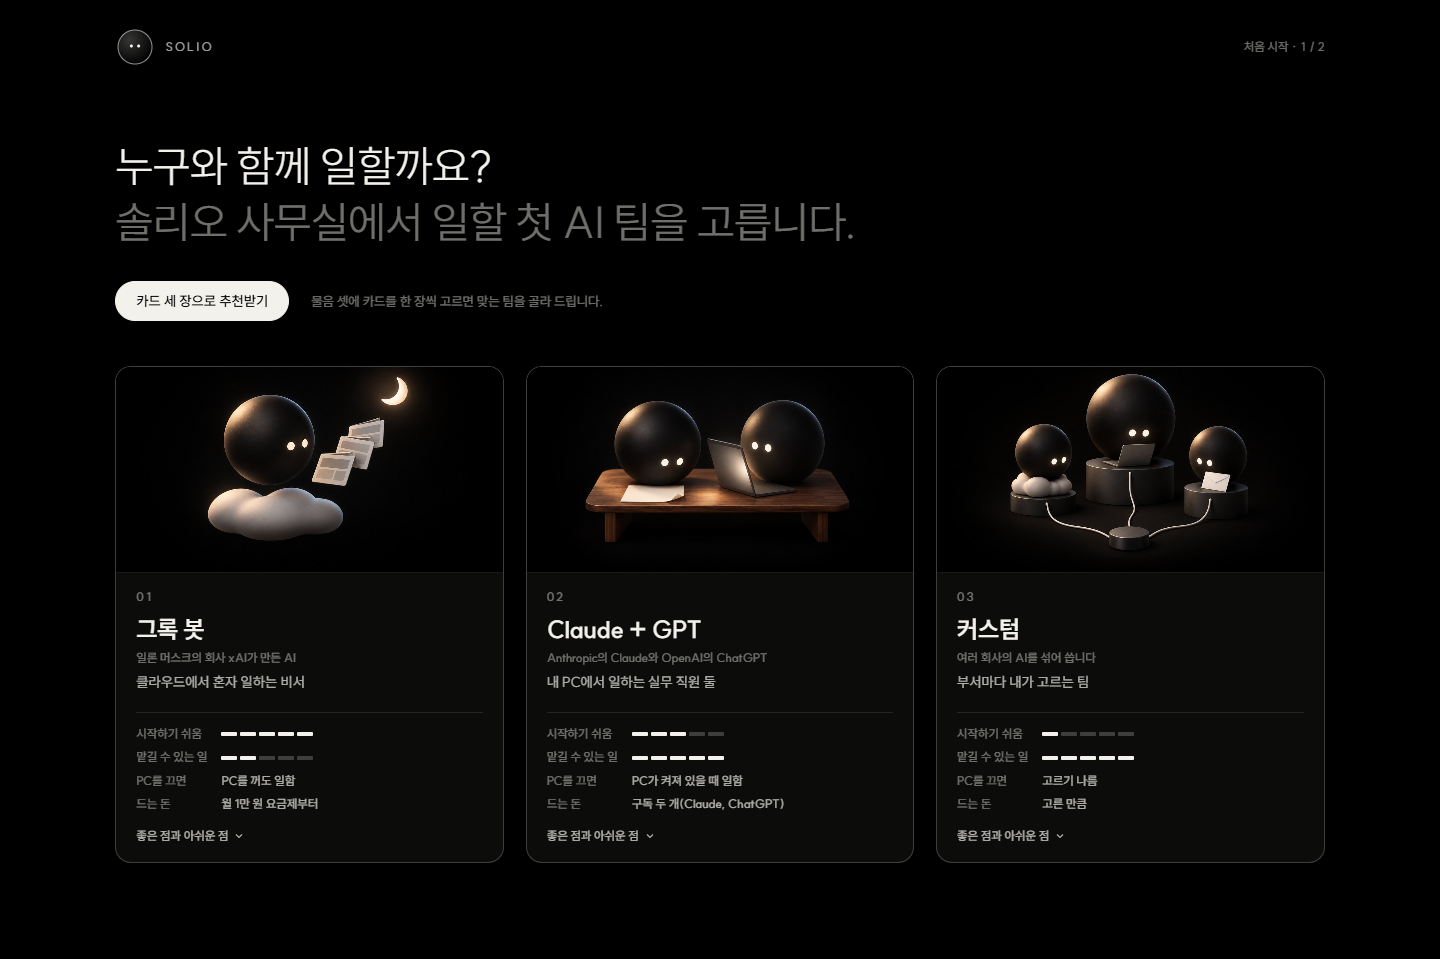 SOLIO
처음 시작 · 1 / 2
누구와 함께 일할까요?
솔리오 사무실에서 일할 첫 AI 팀을 고릅니다.
카드 세 장으로 추천받기
물음 셋에 카드를 한 장씩 고르면 맞는 팀을 골라 드립니다.
01
그록 봇
일론 머스크의 회사 xAI가 만든 AI
클라우드에서 혼자 일하는 비서
시작하기 쉬움
맡길 수 있는 일
PC를 끄면 PC를 꺼도 일함
드는 돈 월 1만 원 요금제부터
좋은 점과 아쉬운 점
02
Claude + GPT
Anthropic의 Claude와 OpenAI의 ChatGPT
내 PC에서 일하는 실무 직원 둘
시작하기 쉬움
맡길 수 있는 일
PC를 끄면 PC가 켜져 있을 때 일함
드는 돈 구독 두 개(Claude, ChatGPT)
좋은 점과 아쉬운 점
03
커스텀
여러 회사의 AI를 섞어 씁니다
부서마다 내가 고르는 팀
시작하기 쉬움
맡길 수 있는 일
PC를 끄면 고르기 나름
드는 돈 고른 만큼
좋은 점과 아쉬운 점